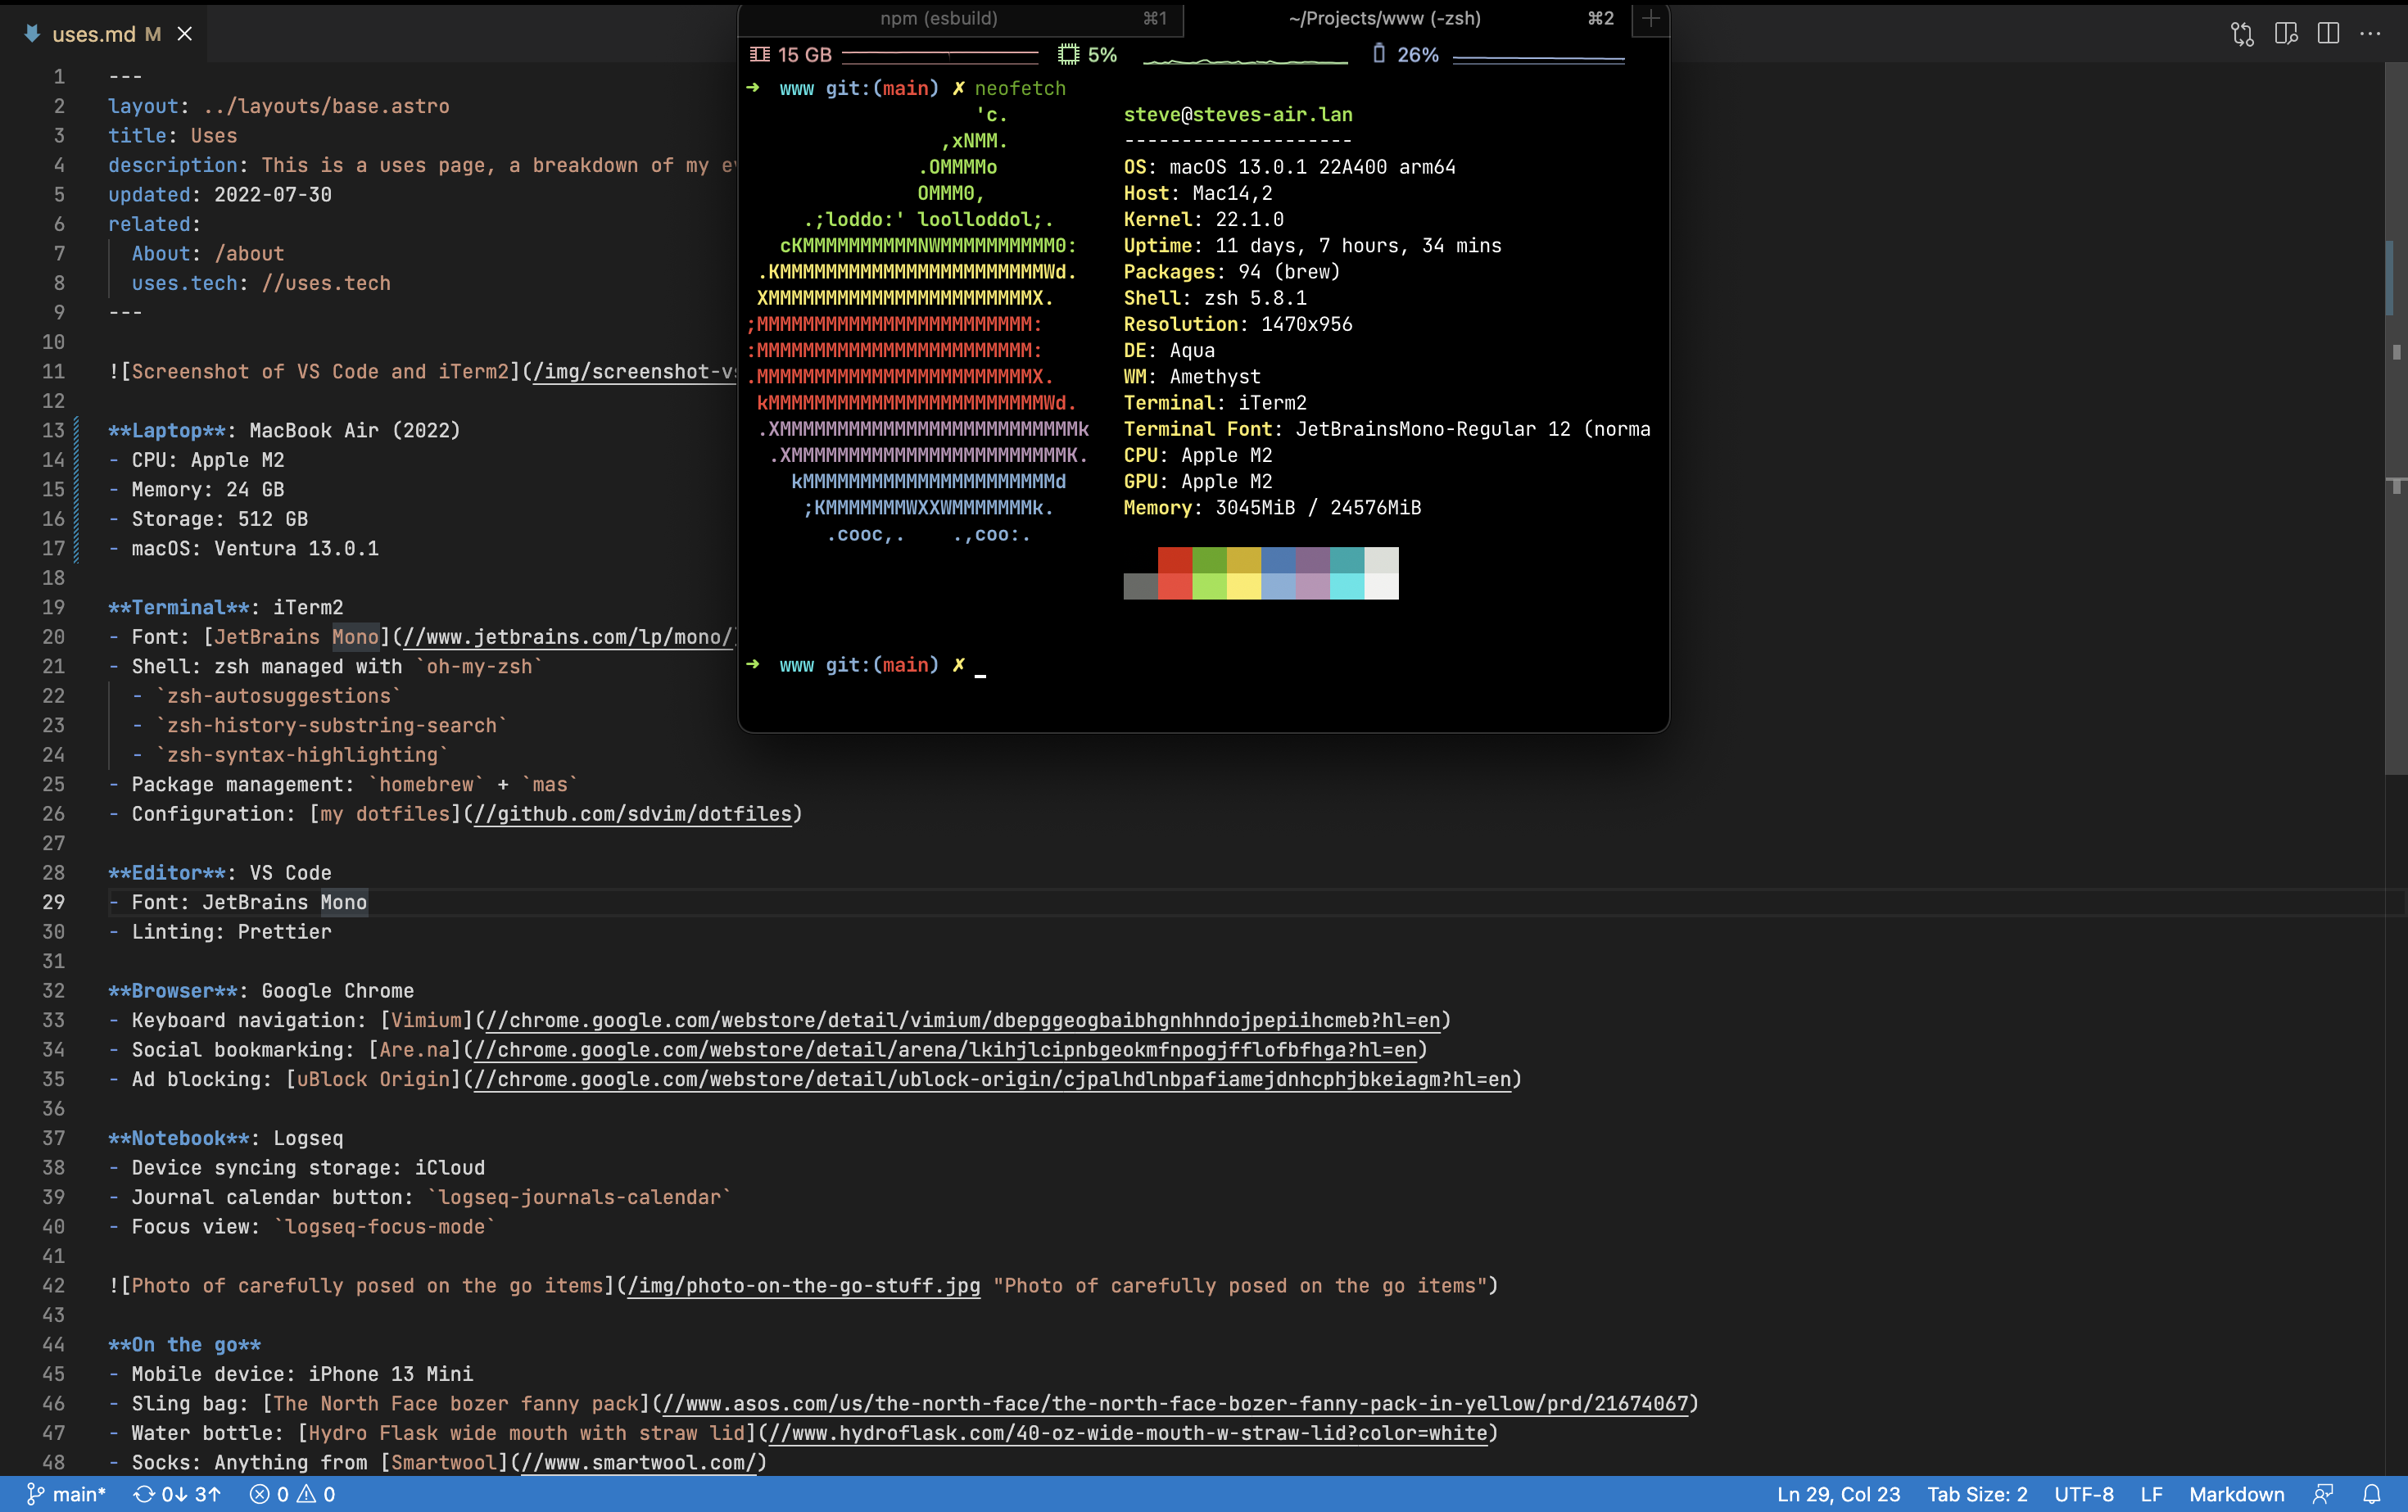 uses.md M
1 ---
2 layout: ../layouts/base.astro
3 title: Uses
4 description: This is a uses page, a breakdown of my
5 updated: 2022-07-30
6 related:
7 About: /about
8 uses.tech: //uses.tech
9 ---
10
11 ![Screenshot of VS Code and iTerm2](/img/screenshot-vs
12
13 **Laptop**: MacBook Air (2022)
14 - CPU: Apple M2
15 - Memory: 24 GB
16 - Storage: 512 GB
17 - macOS: Ventura 13.0.1
18
19 **Terminal**: iTerm2
20 - Font: [JetBrains Mono](//www.jetbrains.com/lp/mono/)
21 - Shell: zsh managed with `oh-my-zsh`
22 - `zsh-autosuggestions`
23 - `zsh-history-substring-search`
24 - `zsh-syntax-highlighting`
25 - Package management: `homebrew` + `mas`
26 - Configuration: [my dotfiles](//github.com/sdvim/dotfiles)
27
28 **Editor**: VS Code
29 - Font: JetBrains Mono
30 - Linting: Prettier
31
32 **Browser**: Google Chrome
33 - Keyboard navigation: [Vimium](//chrome.google.com/webstore/detail/vimium/dbepggeogbaibhgnhhndojpepiihcmeb?hl=en)
34 - Social bookmarking: [Are.na](//chrome.google.com/webstore/detail/arena/lkihjlcipnbgeokmfnpogjfflofbfhga?hl=en)
35 - Ad blocking: [uBlock Origin](//chrome.google.com/webstore/detail/ublock-origin/cjpalhdlnbpafiamejdnhcphjbkeiagm?hl=en)
36
37 **Notebook**: Logseq
38 - Device syncing storage: iCloud
39 - Journal calendar button: `logseq-journals-calendar`
40 - Focus view: `logseq-focus-mode`
41
42 ![Photo of carefully posed on the go items](/img/photo-on-the-go-stuff.jpg "Photo of carefully posed on the go items")
43
44 **On the go**
45 - Mobile device: iPhone 13 Mini
46 - Sling bag: [The North Face bozer fanny pack](//www.asos.com/us/the-north-face/the-north-face-bozer-fanny-pack-in-yellow/prd/21674067)
47 - Water bottle: [Hydro Flask wide mouth with straw lid](//www.hydroflask.com/40-oz-wide-mouth-w-straw-lid?color=white)
48 - Socks: Anything from [Smartwool](//www.smartwool.com/)
npm (esbuild) ⌘1 ~/Projects/www (-zsh) ⌘2
15 GB 5% 26%
➜ www git:(main) ✗ neofetch
'c. steve@steves-air.lan
,xNMM. --------------------
.OMMMMo OS: macOS 13.0.1 22A400 arm64
OMMM0, Host: Mac14,2
.;loddo:' loolloddol;. Kernel: 22.1.0
cKMMMMMMMMMMNWMMMMMMMMMM0: Uptime: 11 days, 7 hours, 34 mins
.KMMMMMMMMMMMMMMMMMMMMMMMWd. Packages: 94 (brew)
XMMMMMMMMMMMMMMMMMMMMMMMX. Shell: zsh 5.8.1
;MMMMMMMMMMMMMMMMMMMMMMMM: Resolution: 1470x956
:MMMMMMMMMMMMMMMMMMMMMMMM: DE: Aqua
.MMMMMMMMMMMMMMMMMMMMMMMMX. WM: Amethyst
kMMMMMMMMMMMMMMMMMMMMMMMMWd. Terminal: iTerm2
.XMMMMMMMMMMMMMMMMMMMMMMMMMMk Terminal Font: JetBrainsMono-Regular 12 (norma
.XMMMMMMMMMMMMMMMMMMMMMMMMK. CPU: Apple M2
kMMMMMMMMMMMMMMMMMMMMMMd GPU: Apple M2
;KMMMMMMMWXXWMMMMMMMk. Memory: 3045MiB / 24576MiB
.cooc,. .,coo:.
➜ www git:(main) ✗
main* 0↓ 3↑ 0 0 Ln 29, Col 23 Tab Size: 2 UTF-8 LF Markdown